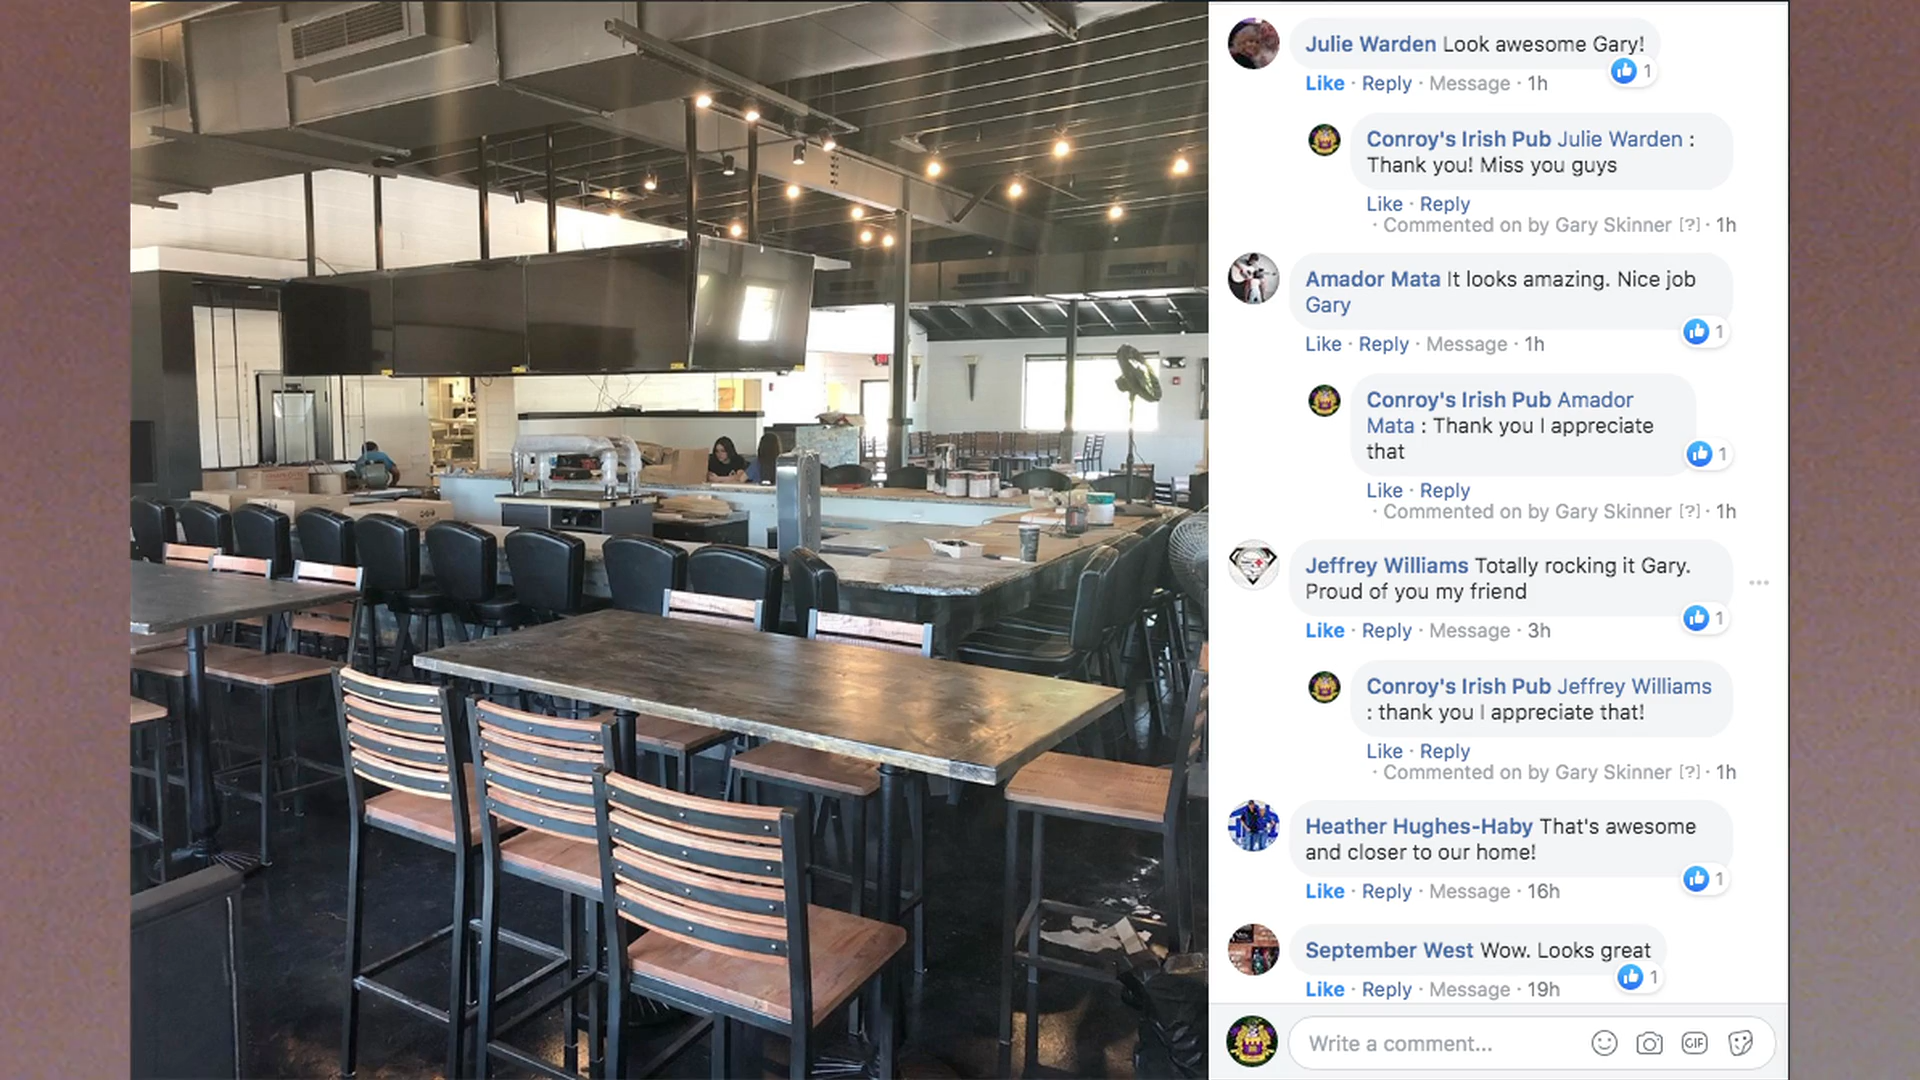 Julie Warden Look awesome Gary!
1
Like · Reply · Message · 1h
Conroy's Irish Pub Julie Warden :
Thank you! Miss you guys
Like · Reply
· Commented on by Gary Skinner [?] · 1h
Amador Mata It looks amazing. Nice job
Gary
1
Like · Reply · Message · 1h
Conroy's Irish Pub Amador
Mata : Thank you I appreciate
that
1
Like · Reply
· Commented on by Gary Skinner [?] · 1h
Jeffrey Williams Totally rocking it Gary.
Proud of you my friend
1
Like · Reply · Message · 3h
Conroy's Irish Pub Jeffrey Williams
: thank you I appreciate that!
Like · Reply
· Commented on by Gary Skinner [?] · 1h
Heather Hughes-Haby That's awesome
and closer to our home!
1
Like · Reply · Message · 16h
September West Wow. Looks great
1
Like · Reply · Message · 19h
Write a comment...
GIF